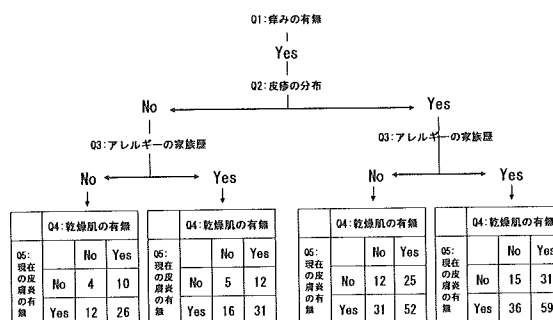 Q1:痒みの有無
Yes
Q2:皮疹の分布
No
Yes
Q3:アレルギーの家族歴
Q3:アレルギーの家族歴
No
Yes
No
Yes
Q4:乾燥肌の有無
No Yes
Q5:現在の皮膚炎の有無
No 4 10
Yes 12 26
Q4:乾燥肌の有無
No Yes
Q5:現在の皮膚炎の有無
No 5 12
Yes 16 31
Q4:乾燥肌の有無
No Yes
Q5:現在の皮膚炎の有無
No 12 25
Yes 31 52
Q4:乾燥肌の有無
No Yes
Q5:現在の皮膚炎の有無
No 15 31
Yes 36 59